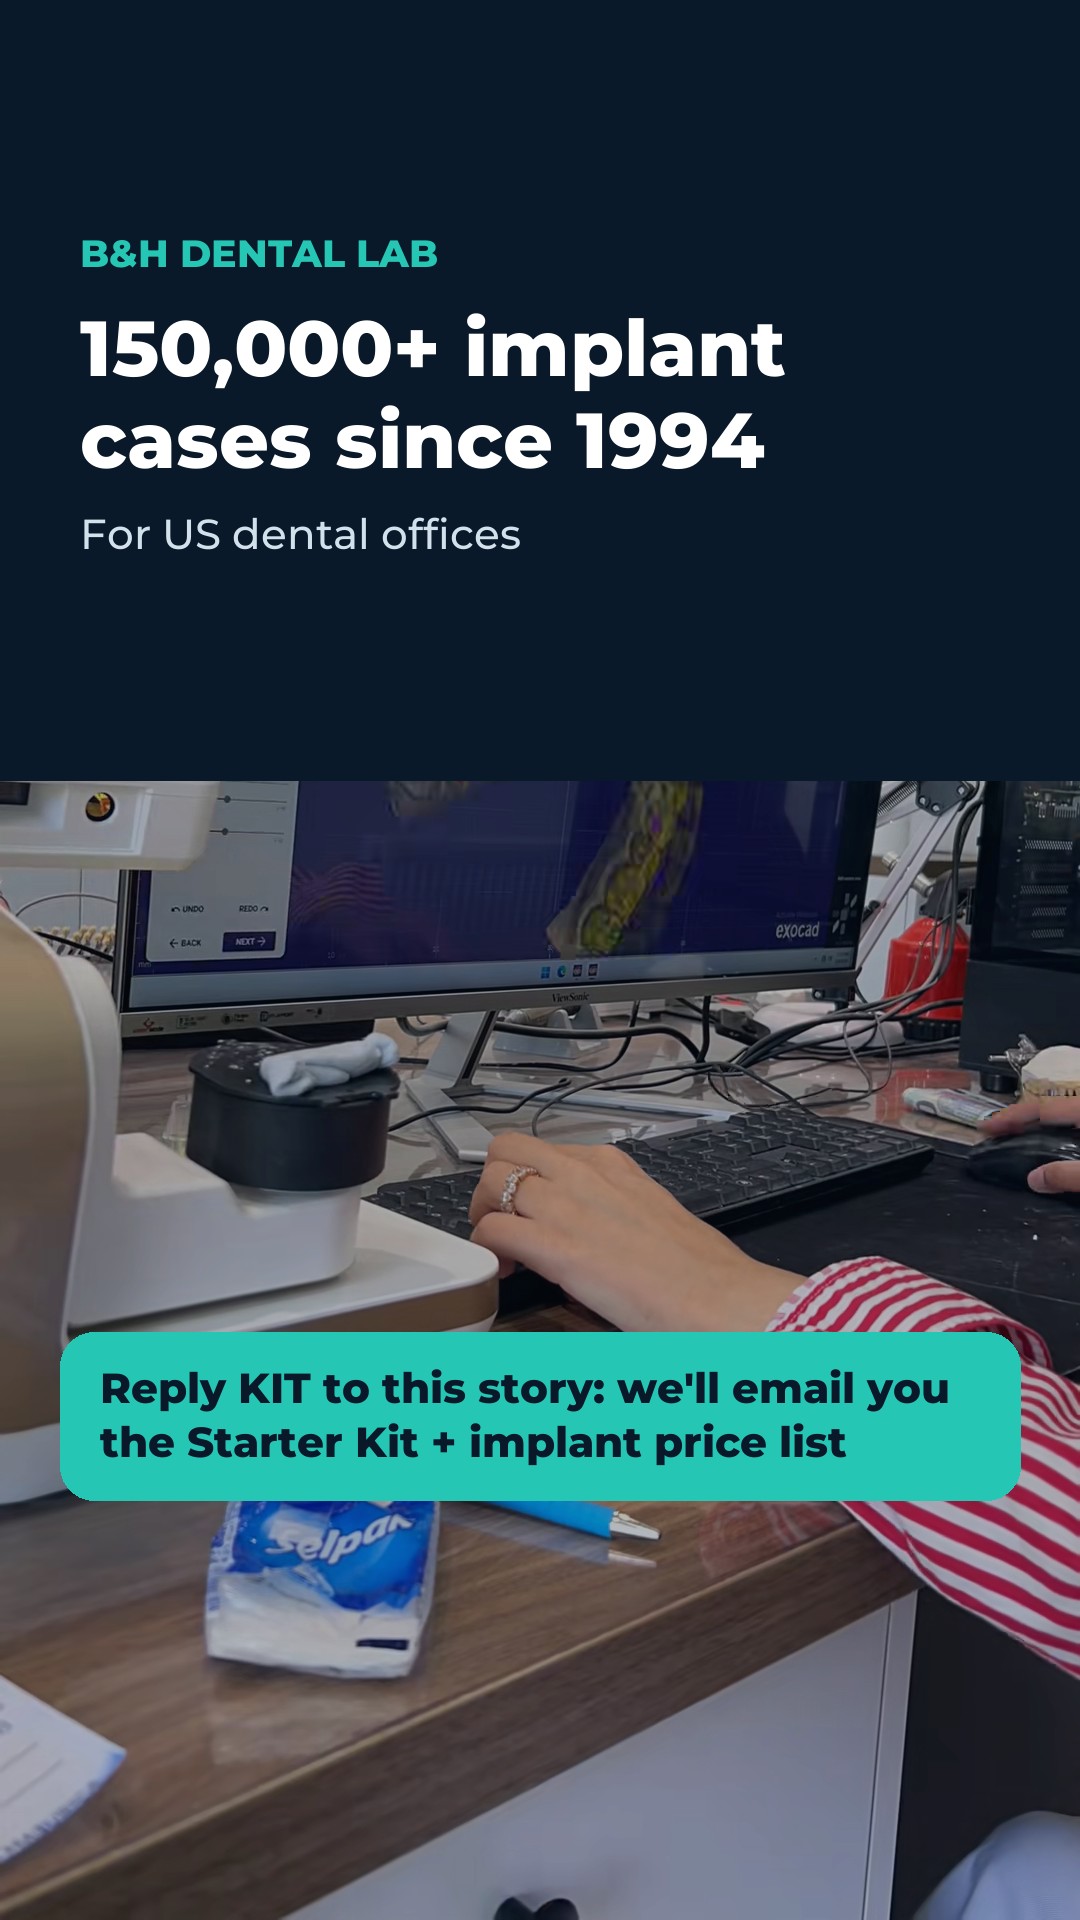 B&H DENTAL LAB
150,000+ implant
cases since 1994
For US dental offices
UNDO
REDO
BACK
NEXT
exocad
ViewSonic
Reply KIT to this story: we'll email you
the Starter Kit + implant price list
Selpak